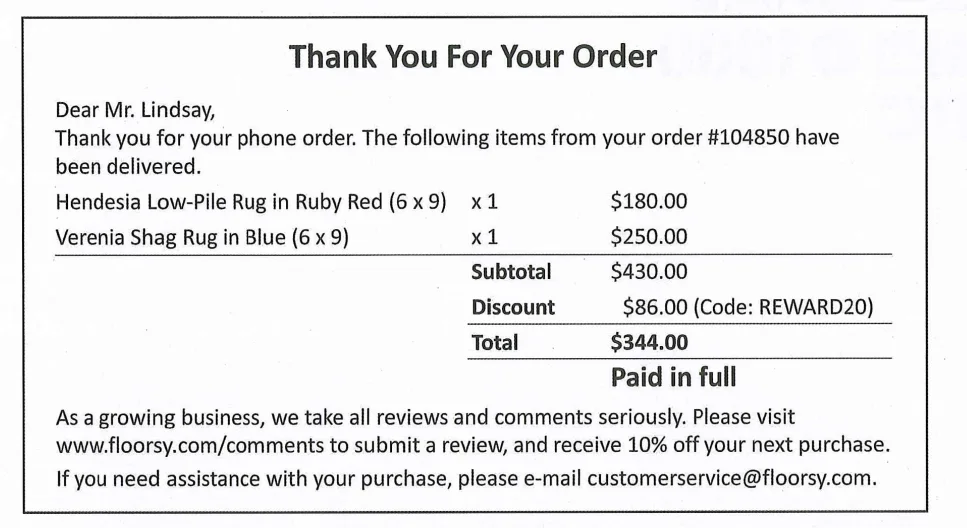 Thank You For Your Order
Dear Mr. Lindsay,
Thank you for your phone order. The following items from your order #104850 have
been delivered.
Hendesia Low-Pile Rug in Ruby Red (6 x 9) x 1 $180.00
Verenia Shag Rug in Blue (6 x 9) x 1 $250.00
Subtotal $430.00
Discount $86.00 (Code: REWARD20)
Total $344.00
Paid in full
As a growing business, we take all reviews and comments seriously. Please visit
www.floorsy.com/comments to submit a review, and receive 10% off your next purchase.
If you need assistance with your purchase, please e-mail customerservice@floorsy.com.